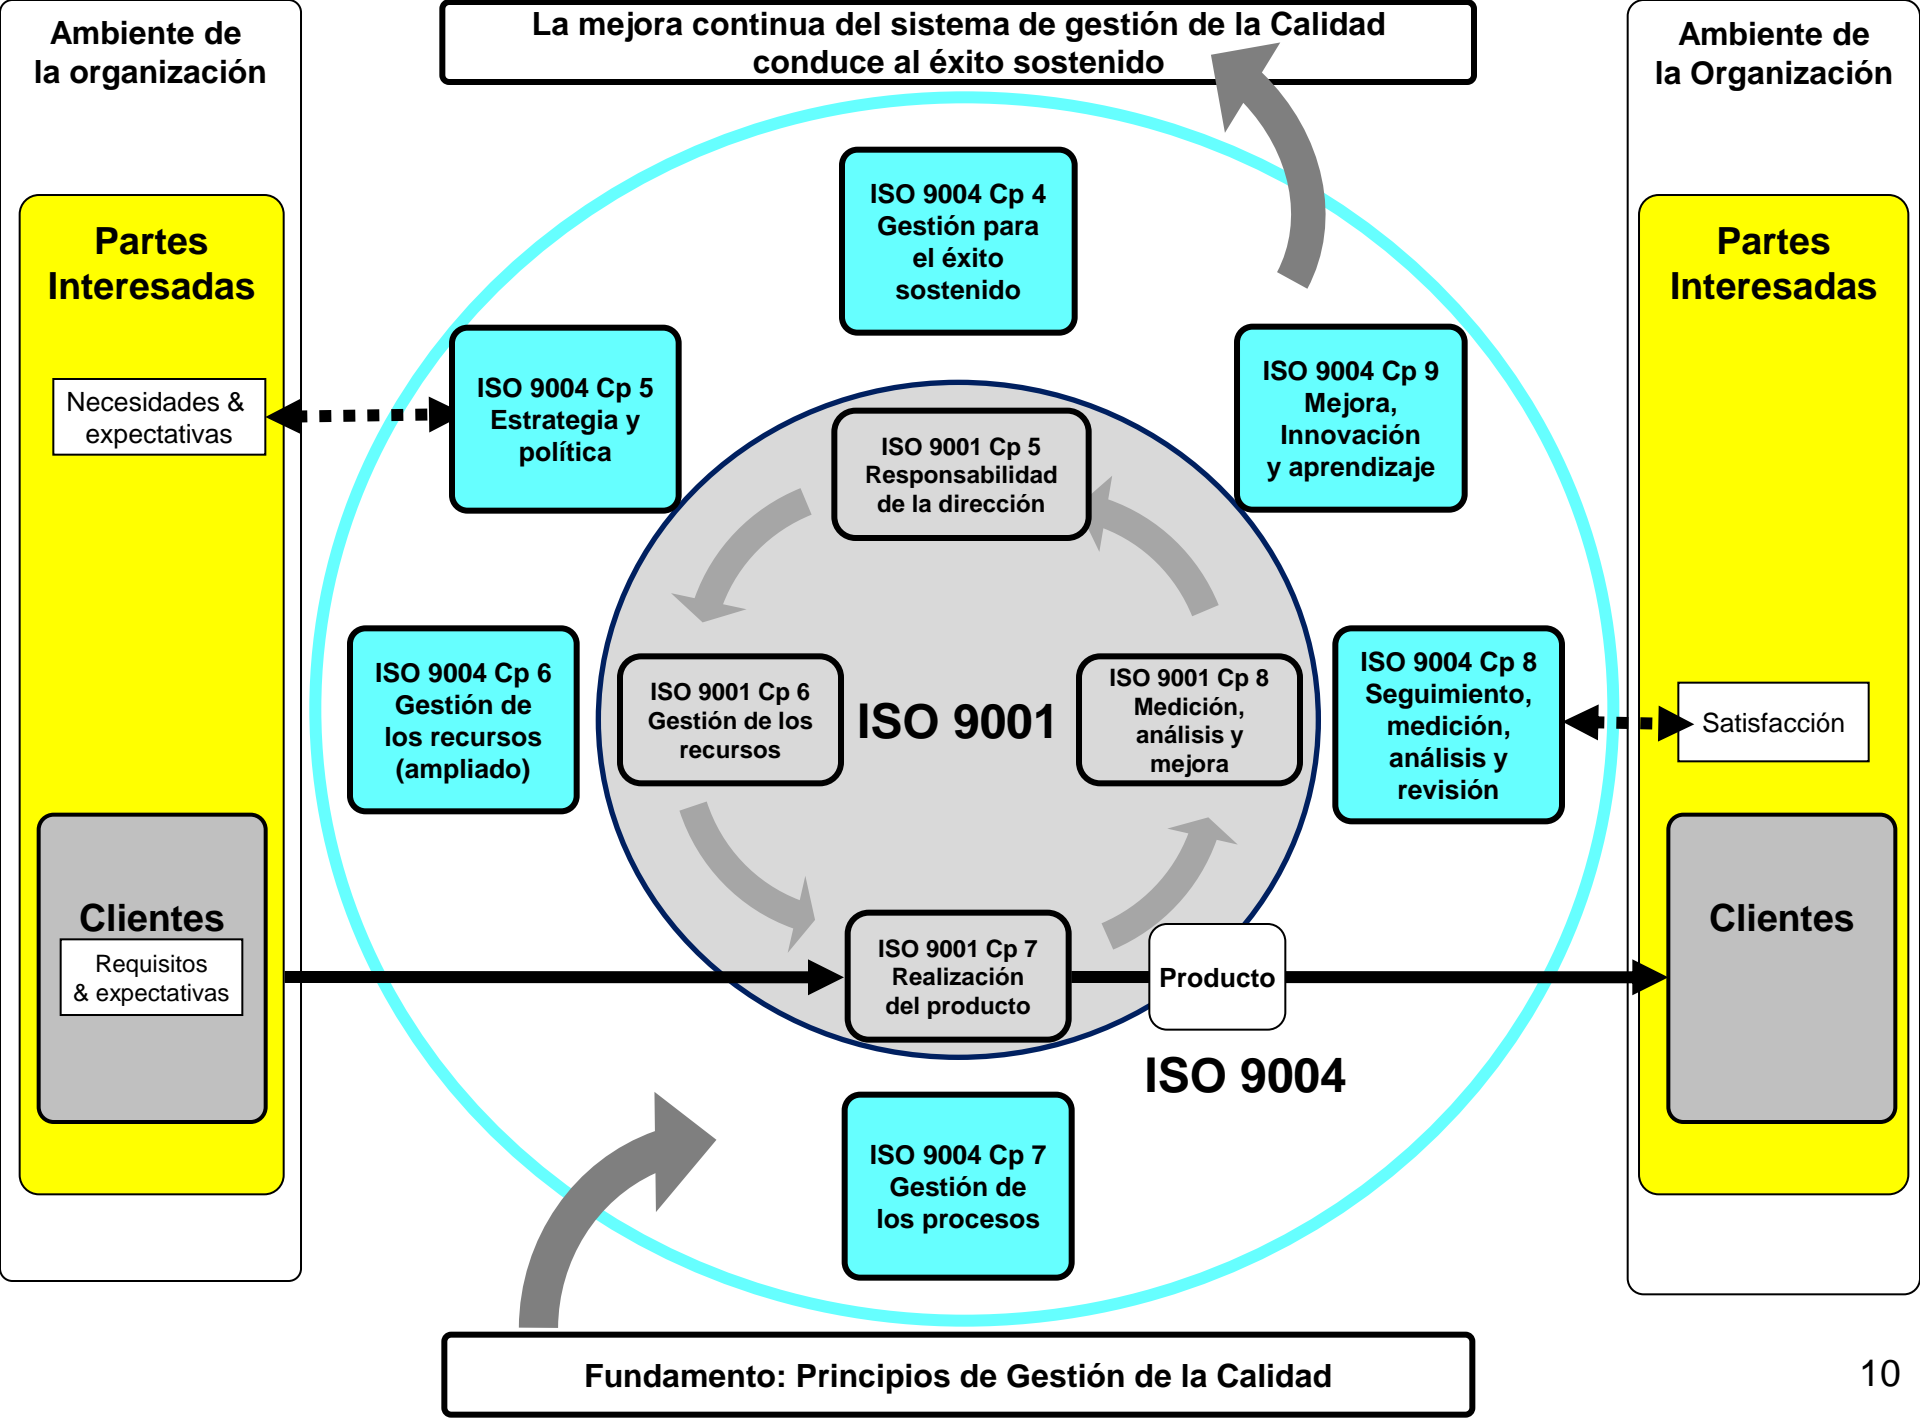 Ambiente de
la organización
La mejora continua del sistema de gestión de la Calidad
conduce al éxito sostenido
Ambiente de
la Organización
Partes
Interesadas
Necesidades &
expectativas
Clientes
Requisitos
& expectativas
ISO 9004 Cp 4
Gestión para
el éxito
sostenido
ISO 9004 Cp 5
Estrategia y
política
ISO 9004 Cp 9
Mejora,
Innovación
y aprendizaje
ISO 9001 Cp 5
Responsabilidad
de la dirección
ISO 9004 Cp 6
Gestión de
los recursos
(ampliado)
ISO 9001 Cp 6
Gestión de los
recursos
ISO 9001
ISO 9001 Cp 8
Medición,
análisis y
mejora
ISO 9004 Cp 8
Seguimiento,
medición,
análisis y
revisión
ISO 9001 Cp 7
Realización
del producto
Producto
ISO 9004
ISO 9004 Cp 7
Gestión de
los procesos
Partes
Interesadas
Satisfacción
Clientes
Fundamento: Principios de Gestión de la Calidad
10